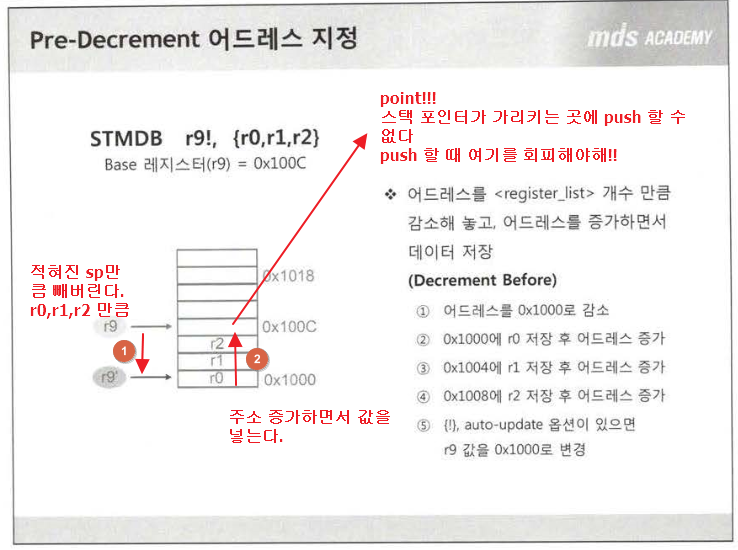 Pre-Decrement 어드레스 지정
mds ACADEMY
point!!!
스택 포인터가 가리키는 곳에 push 할 수
없다
push 할 때 여기를 회피해야해!!
STMDB r9!, {r0,r1,r2}
Base 레지스터(r9) = 0x100C
❖ 어드레스를 <register_list> 개수 만큼
감소해 놓고, 어드레스를 증가하면서
데이터 저장
(Decrement Before)
① 어드레스를 0x1000로 감소
② 0x1000에 r0 저장 후 어드레스 증가
③ 0x1004에 r1 저장 후 어드레스 증가
④ 0x1008에 r2 저장 후 어드레스 증가
⑤ {!}, auto-update 옵션이 있으면
r9 값을 0x1000로 변경
적혀진 sp만
큼 빼버린다.
r0,r1,r2 만큼
0x1018
r9
0x100C
r2
1
r1
2
r9'
r0
0x1000
주소 증가하면서 값을
넣는다.